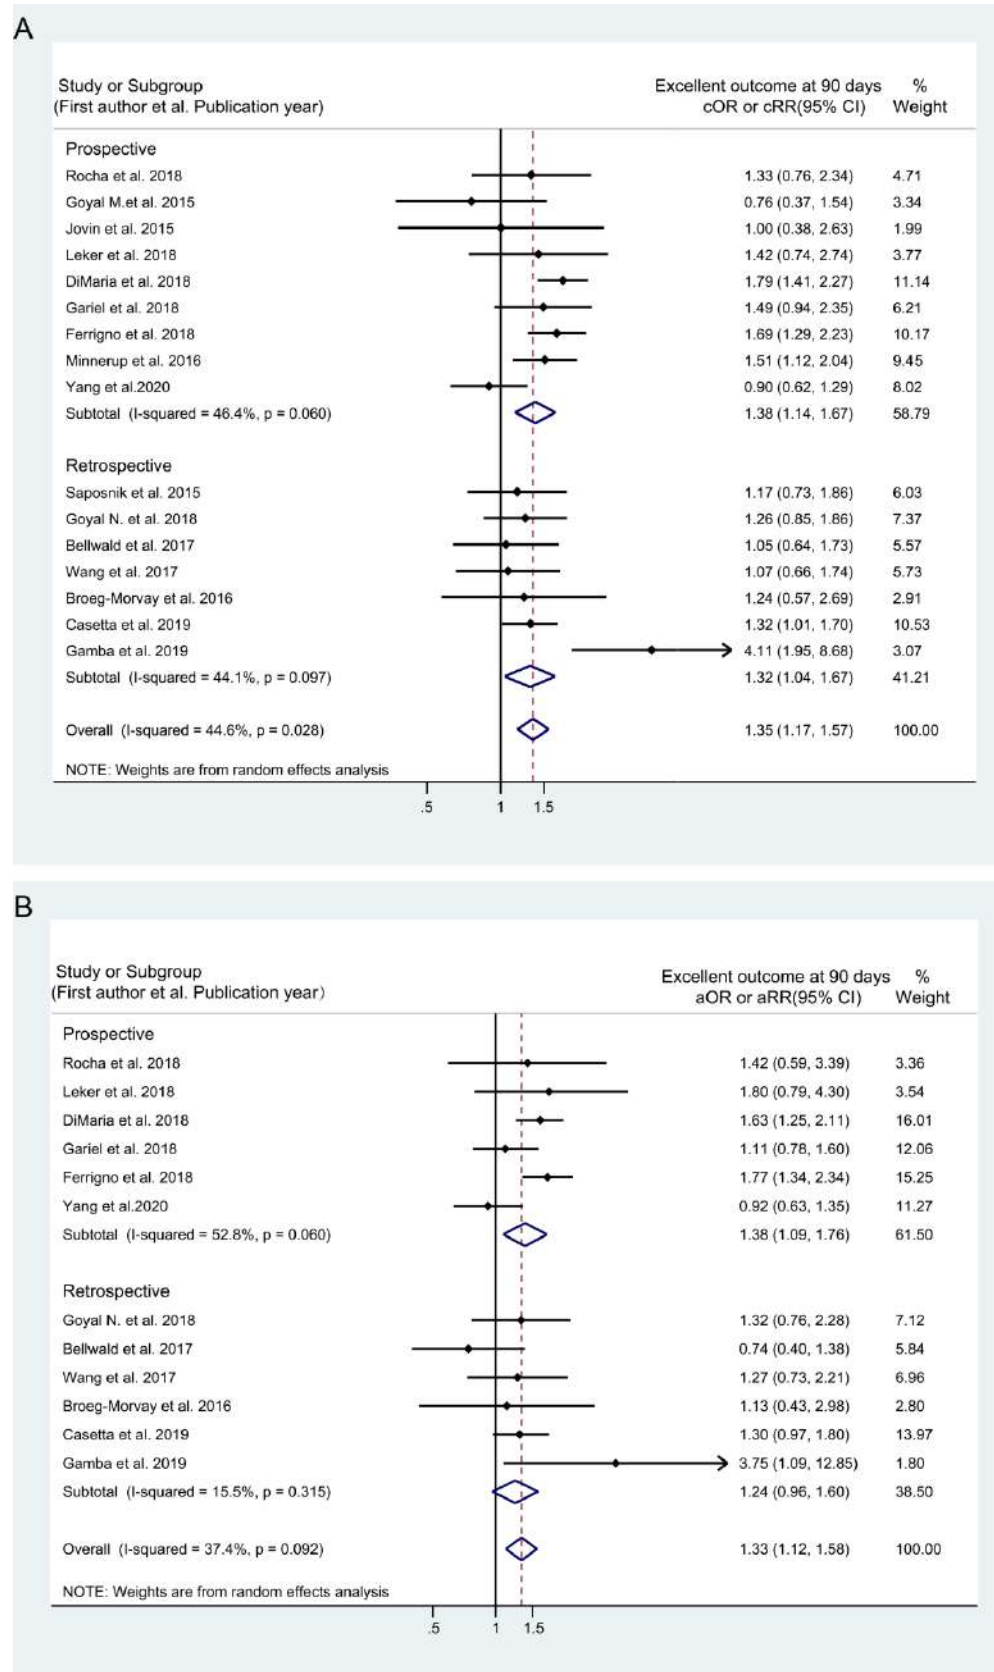 A
Study or Subgroup Excellent outcome at 90 days %
(First author et al. Publication year) cOR or cRR(95% CI) Weight
Prospective
Rocha et al. 2018 1.33 (0.76, 2.34) 4.71
Goyal M.et al. 2015 0.76 (0.37, 1.54) 3.34
Jovin et al. 2015 1.00 (0.38, 2.63) 1.99
Leker et al. 2018 1.42 (0.74, 2.74) 3.77
DiMaria et al. 2018 1.79 (1.41, 2.27) 11.14
Gariel et al. 2018 1.49 (0.94, 2.35) 6.21
Ferrigno et al. 2018 1.69 (1.29, 2.23) 10.17
Minnerup et al. 2016 1.51 (1.12, 2.04) 9.45
Yang et al.2020 0.90 (0.62, 1.29) 8.02
Subtotal (I-squared = 46.4%, p = 0.060) 1.38 (1.14, 1.67) 58.79
Retrospective
Saposnik et al. 2015 1.17 (0.73, 1.86) 6.03
Goyal N. et al. 2018 1.26 (0.85, 1.86) 7.37
Bellwald et al. 2017 1.05 (0.64, 1.73) 5.57
Wang et al. 2017 1.07 (0.66, 1.74) 5.73
Broeg-Morvay et al. 2016 1.24 (0.57, 2.69) 2.91
Casetta et al. 2019 1.32 (1.01, 1.70) 10.53
Gamba et al. 2019 4.11 (1.95, 8.68) 3.07
Subtotal (I-squared = 44.1%, p = 0.097) 1.32 (1.04, 1.67) 41.21
Overall (I-squared = 44.6%, p = 0.028) 1.35 (1.17, 1.57) 100.00
NOTE: Weights are from random effects analysis
.5 1 1.5
B
Study or Subgroup Excellent outcome at 90 days %
(First author et al. Publication year) aOR or aRR(95% CI) Weight
Prospective
Rocha et al. 2018 1.42 (0.59, 3.39) 3.36
Leker et al. 2018 1.80 (0.79, 4.30) 3.54
DiMaria et al. 2018 1.63 (1.25, 2.11) 16.01
Gariel et al. 2018 1.11 (0.78, 1.60) 12.06
Ferrigno et al. 2018 1.77 (1.34, 2.34) 15.25
Yang et al.2020 0.92 (0.63, 1.35) 11.27
Subtotal (I-squared = 52.8%, p = 0.060) 1.38 (1.09, 1.76) 61.50
Retrospective
Goyal N. et al. 2018 1.32 (0.76, 2.28) 7.12
Bellwald et al. 2017 0.74 (0.40, 1.38) 5.84
Wang et al. 2017 1.27 (0.73, 2.21) 6.96
Broeg-Morvay et al. 2016 1.13 (0.43, 2.98) 2.80
Casetta et al. 2019 1.30 (0.97, 1.80) 13.97
Gamba et al. 2019 3.75 (1.09, 12.85) 1.80
Subtotal (I-squared = 15.5%, p = 0.315) 1.24 (0.96, 1.60) 38.50
Overall (I-squared = 37.4%, p = 0.092) 1.33 (1.12, 1.58) 100.00
NOTE: Weights are from random effects analysis
.5 1 1.5